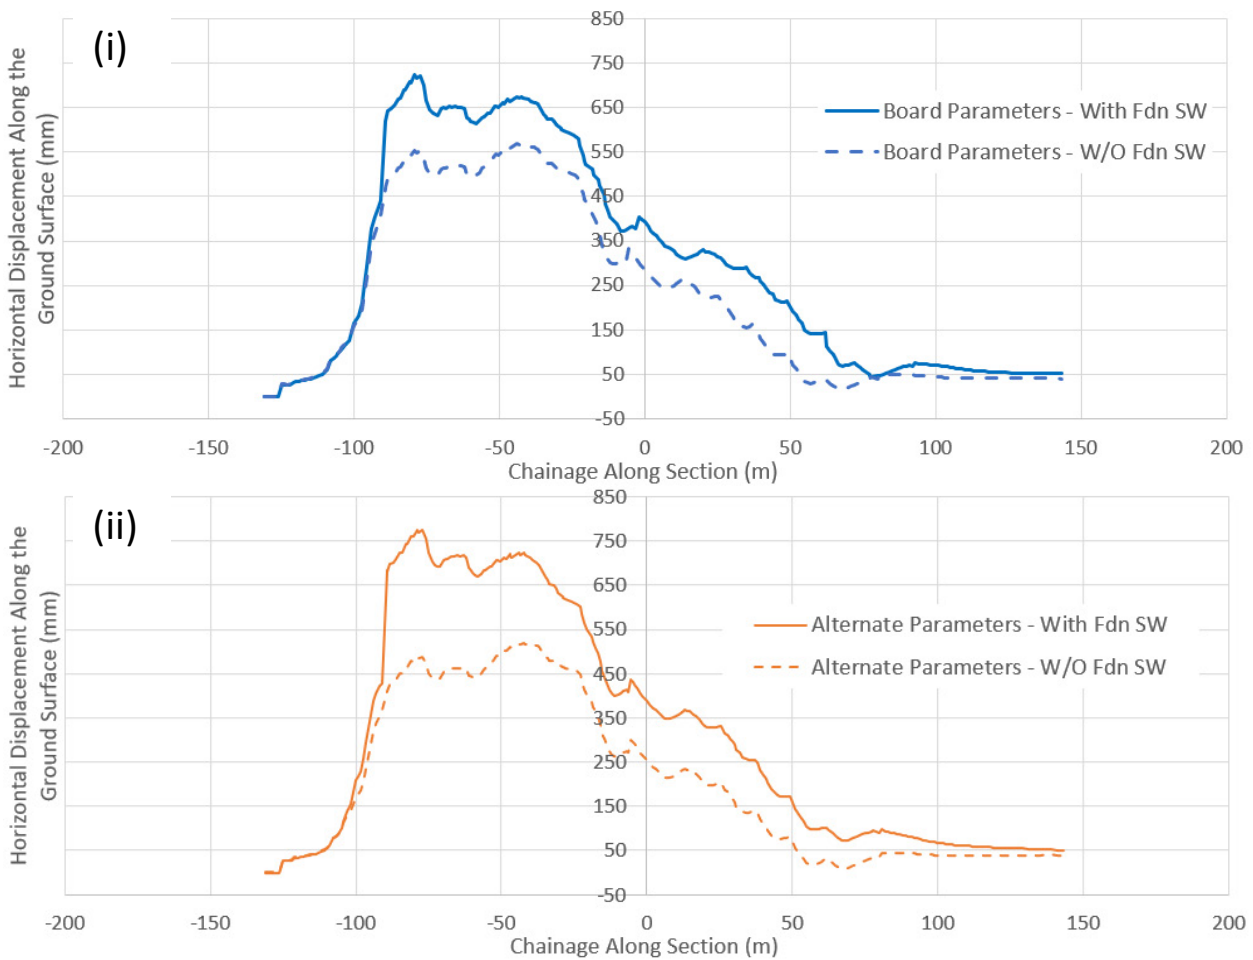 (i)
Horizontal Displacement Along the
Ground Surface (mm)
850
750
650
550
450
350
250
150
50
-50
Board Parameters - With Fdn SW
Board Parameters - W/O Fdn SW
-200 -150 -100 -50 0 50 100 150 200
Chainage Along Section (m)
(ii)
Horizontal Displacement Along the
Ground Surface (mm)
850
750
650
550
450
350
250
150
50
-50
Alternate Parameters - With Fdn SW
Alternate Parameters - W/O Fdn SW
-200 -150 -100 -50 0 50 100 150 200
Chainage Along Section (m)